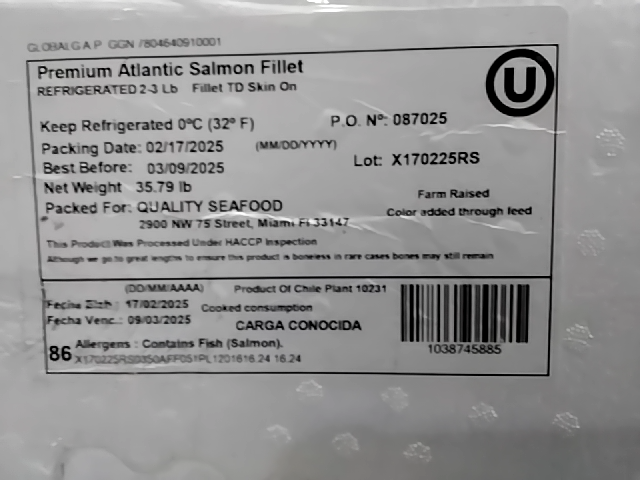 GLOBALG.A.P GGN 7804640910001
Premium Atlantic Salmon Fillet
REFRIGERATED 2-3 Lb Fillet TD Skin On
U
Keep Refrigerated 0ºC (32º F)
P.O. Nº: 087025
Packing Date: 02/17/2025 (MM/DD/YYYY)
Best Before: 03/09/2025
Lot: X170225RS
Net Weight 35.79 lb
Farm Raised
Packed For: QUALITY SEAFOOD
Color added through feed
2900 NW 75 Street, Miami Fl 33147
This Product Was Processed Under HACCP Inspection
Although we go to great lengths to ensure this product is boneless in rare cases bones may still remain
(DD/MM/AAAA) Product Of Chile Plant 10231
Fecha Elab : 17/02/2025 Cooked consumption
Fecha Venc.: 09/03/2025 CARGA CONOCIDA
1038745885
86 Allergens : Contains Fish (Salmon).
16.24 16.24